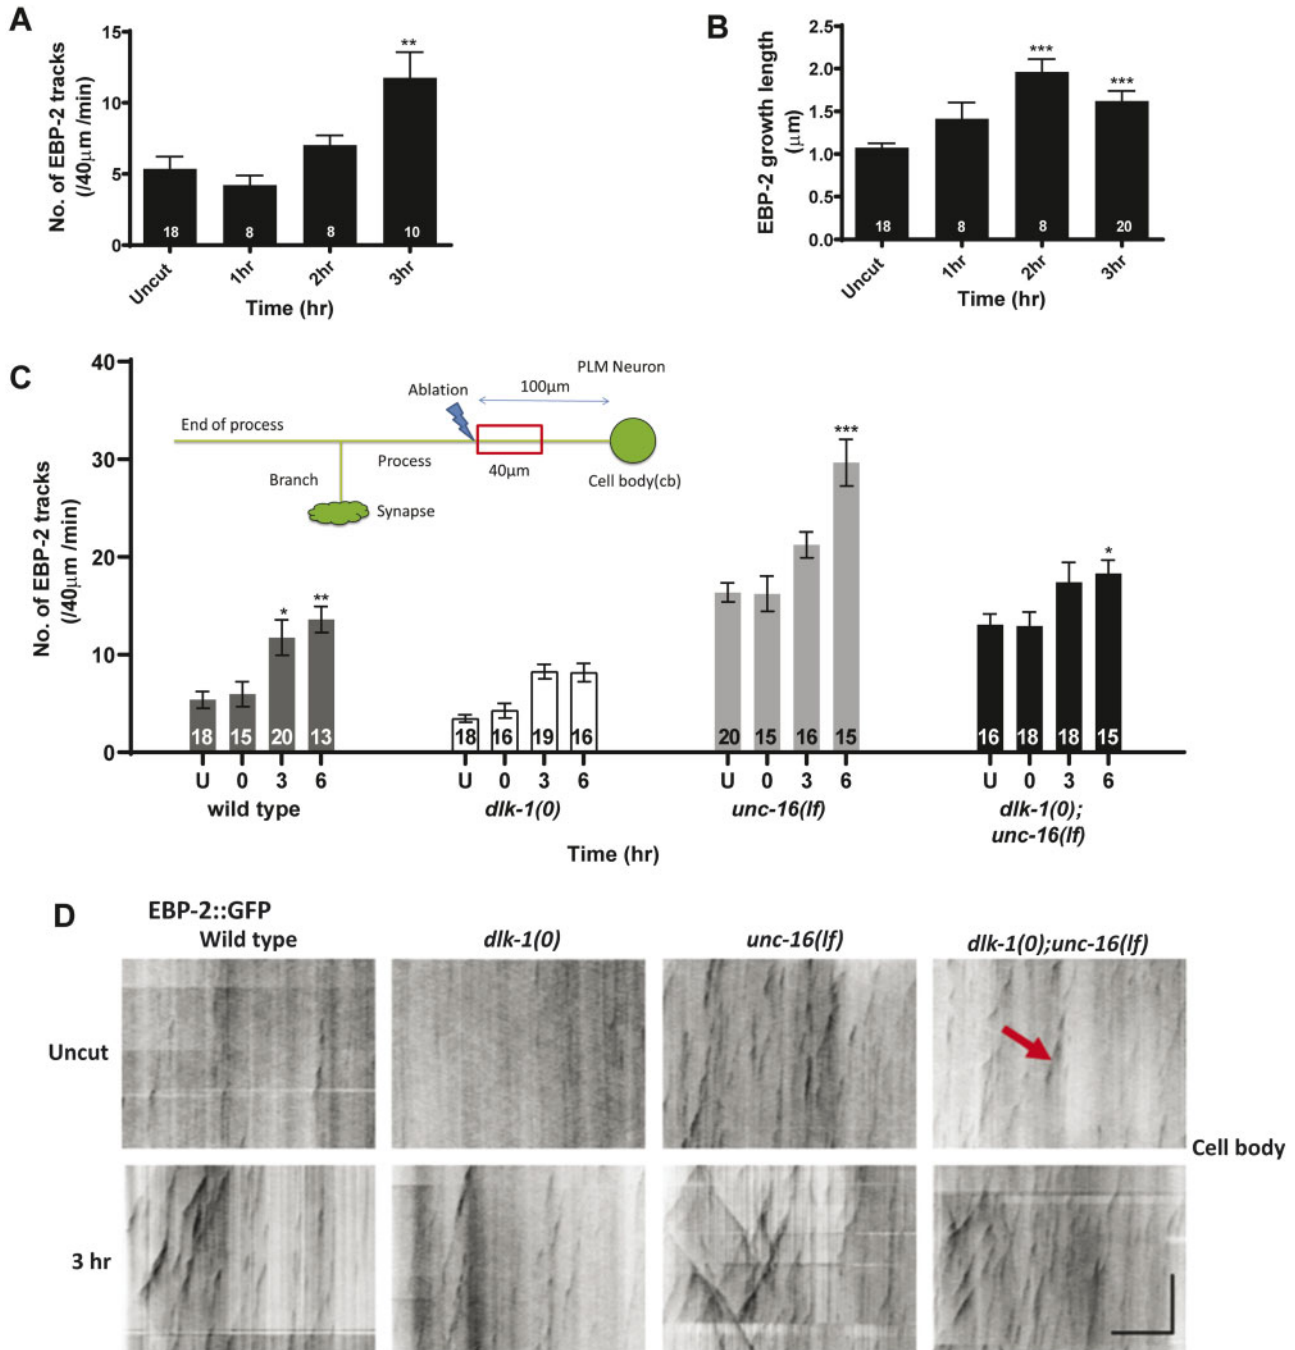 A
No. of EBP-2 tracks
(/40μm /min)
15
10
5
0
**
18
8
8
10
Uncut
1hr
2hr
3hr
Time (hr)
B
EBP-2 growth length
(μm)
2.5
2.0
1.5
1.0
0.5
0.0
***
***
18
8
8
20
Uncut
1hr
2hr
3hr
Time (hr)
C
No. of EBP-2 tracks
(/40μm /min)
40
30
20
10
0
PLM Neuron
Ablation
100μm
End of process
Process
40μm
Branch
Cell body(cb)
Synapse
* **
***
*
18 15 20 13
18 16 19 16
20 15 16 15
16 18 18 15
U 0 3 6
U 0 3 6
U 0 3 6
U 0 3 6
wild type
dlk-1(0)
unc-16(lf)
dlk-1(0);
unc-16(lf)
Time (hr)
D
EBP-2::GFP
Wild type
dlk-1(0)
unc-16(lf)
dlk-1(0);unc-16(lf)
Uncut
Cell body
3 hr